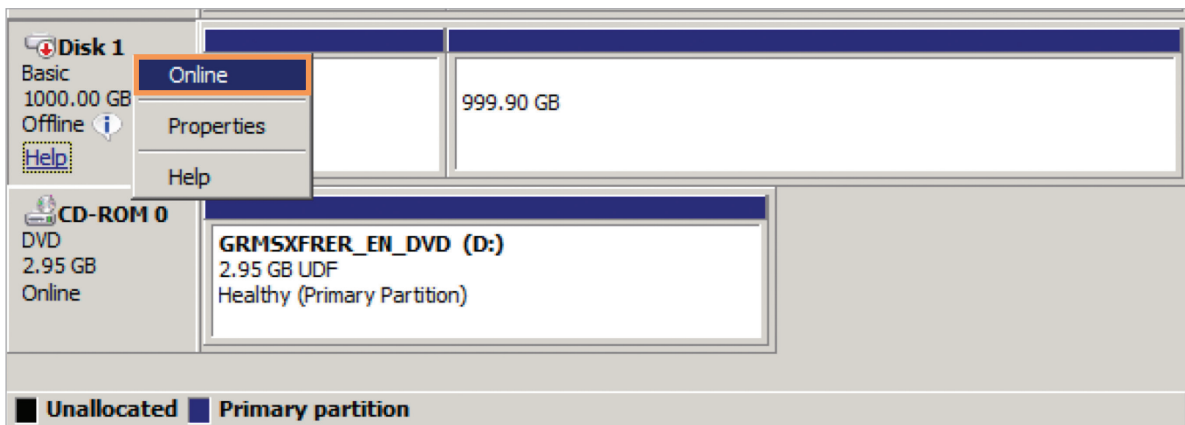 Disk 1
Basic
1000.00 GB
Offline
Help
Online
Properties
Help
999.90 GB
CD-ROM 0
DVD
2.95 GB
Online
GRMSXFRER_EN_DVD (D:)
2.95 GB UDF
Healthy (Primary Partition)
Unallocated Primary partition